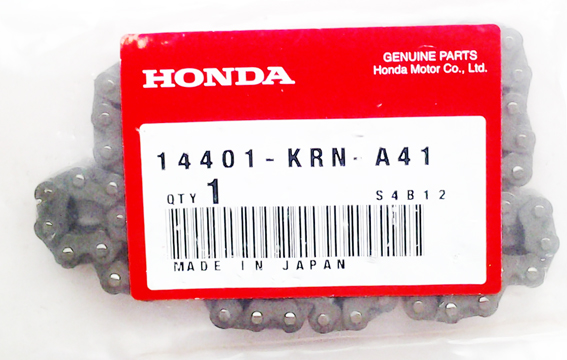 HONDA
GENUINE PARTS
Honda Motor Co., Ltd.
14401-KRN-A41
QTY 1 S4B12
MADE IN JAPAN